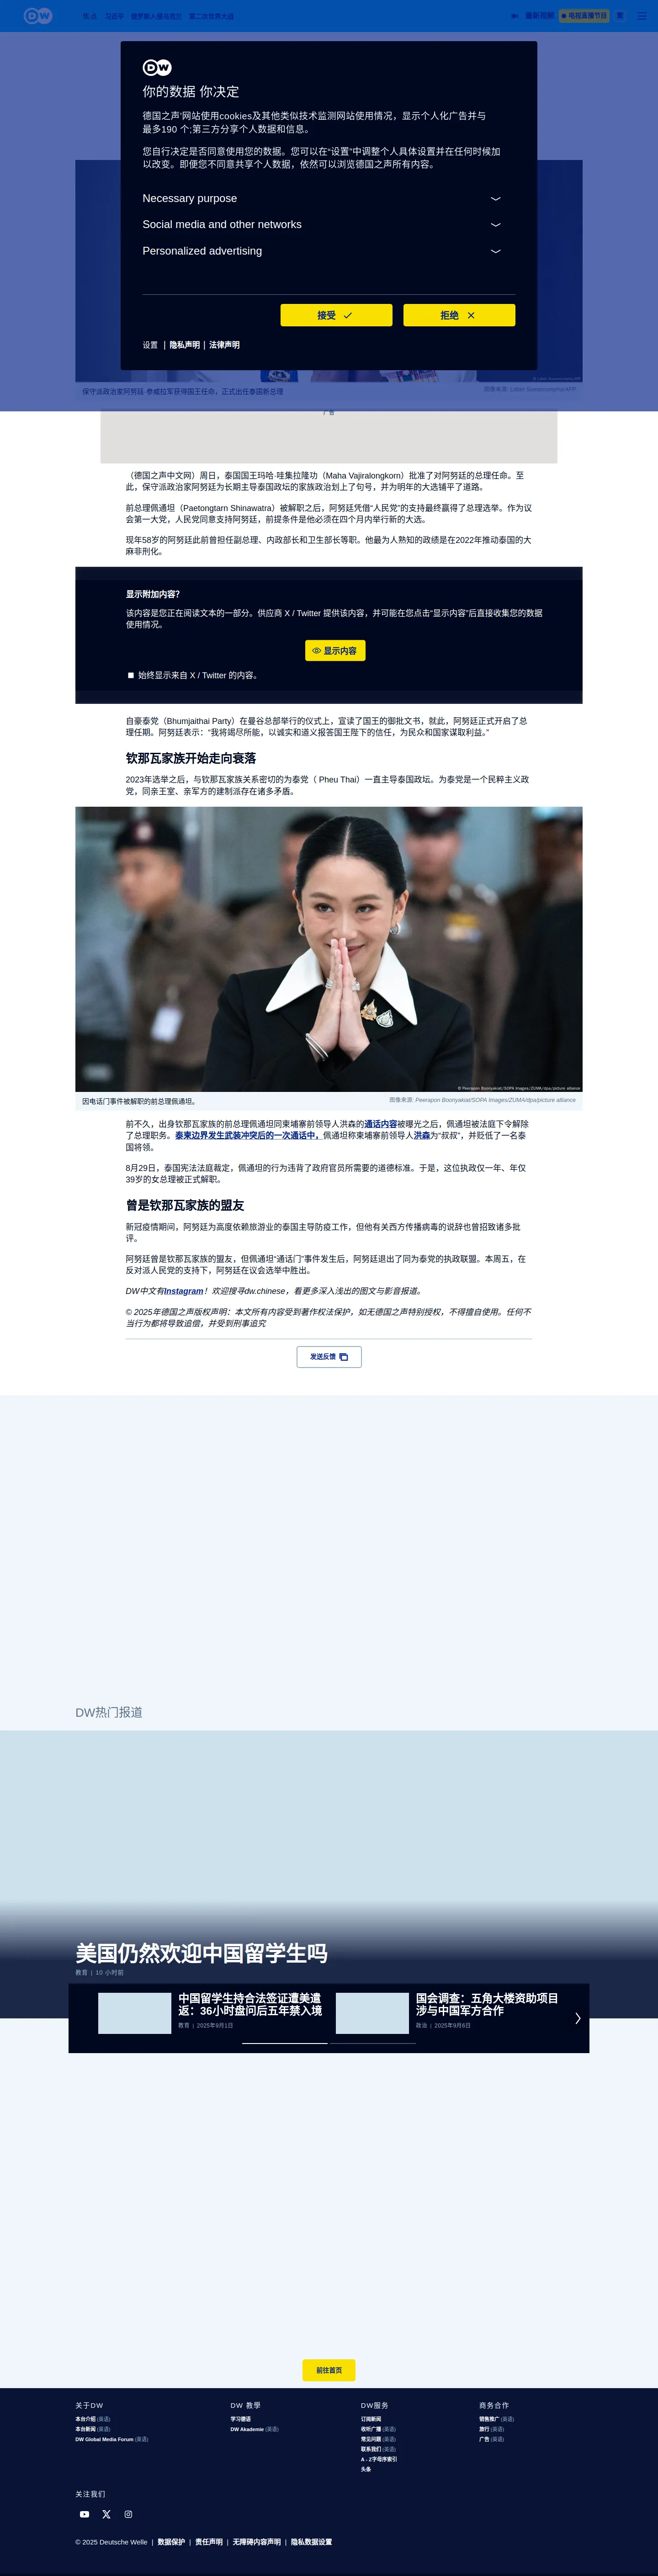 DW
焦点 习近平 俄罗斯入侵乌克兰 第二次世界大战
最新视频
电视直播节目
繁
DW
你的数据 你决定
德国之声'网站使用cookies及其他类似技术监测网站使用情况，显示个人化广告并与
最多190 个;第三方分享个人数据和信息。
您自行决定是否同意使用您的数据。您可以在“设置”中调整个人具体设置并在任何时候加
以改变。即便您不同意共享个人数据，依然可以浏览德国之声所有内容。
Necessary purpose
Social media and other networks
Personalized advertising
接受
拒绝
设置 | 隐私声明 | 法律声明
保守派政治家阿努廷·参威拉军获得国王任命，正式出任泰国新总理
广告
（德国之声中文网）周日，泰国国王玛哈·哇集拉隆功（Maha Vajiralongkorn）批准了对阿努廷的总理任命。至
此，保守派政治家阿努廷为长期主导泰国政坛的家族政治划上了句号，并为明年的大选铺平了道路。
前总理佩通坦（Paetongtarn Shinawatra）被解职之后，阿努廷凭借“人民党”的支持最终赢得了总理选举。作为议
会第一大党，人民党同意支持阿努廷，前提条件是他必须在四个月内举行新的大选。
现年58岁的阿努廷此前曾担任副总理、内政部长和卫生部长等职。他最为人熟知的政绩是在2022年推动泰国的大
麻非刑化。
显示附加内容？
该内容是您正在阅读文本的一部分。供应商 X / Twitter 提供该内容，并可能在您点击“显示内容”后直接收集您的数据
使用情况。
显示内容
始终显示来自 X / Twitter 的内容。
自豪泰党（Bhumjaithai Party）在曼谷总部举行的仪式上，宣读了国王的御批文书，就此，阿努廷正式开启了总
理任期。阿努廷表示：“我将竭尽所能，以诚实和道义报答国王陛下的信任，为民众和国家谋取利益。”
钦那瓦家族开始走向衰落
2023年选举之后，与钦那瓦家族关系密切的为泰党（ Pheu Thai）一直主导泰国政坛。为泰党是一个民粹主义政
党，同亲王室、亲军方的建制派存在诸多矛盾。
© Peerapon Boonyakiat/SOPA Images/ZUMA/dpa/picture alliance
因电话门事件被解职的前总理佩通坦。
图像来源: Peerapon Boonyakiat/SOPA Images/ZUMA/dpa/picture alliance
前不久，出身钦那瓦家族的前总理佩通坦同柬埔寨前领导人洪森的通话内容被曝光之后，佩通坦被法庭下令解除
了总理职务。泰柬边界发生武装冲突后的一次通话中，佩通坦称柬埔寨前领导人洪森为“叔叔”，并贬低了一名泰
国将领。
8月29日，泰国宪法法庭裁定，佩通坦的行为违背了政府官员所需要的道德标准。于是，这位执政仅一年、年仅
39岁的女总理被正式解职。
曾是钦那瓦家族的盟友
新冠疫情期间，阿努廷为高度依赖旅游业的泰国主导防疫工作，但他有关西方传播病毒的说辞也曾招致诸多批
评。
阿努廷曾是钦那瓦家族的盟友，但佩通坦“通话门”事件发生后，阿努廷退出了同为泰党的执政联盟。本周五，在
反对派人民党的支持下，阿努廷在议会选举中胜出。
DW中文有Instagram！欢迎搜寻dw.chinese，看更多深入浅出的图文与影音报道。
© 2025年德国之声版权声明：本文所有内容受到著作权法保护，如无德国之声特别授权，不得擅自使用。任何不
当行为都将导致追偿，并受到刑事追究
发送反馈
DW热门报道
美国仍然欢迎中国留学生吗
教育 | 10 小时前
中国留学生持合法签证遭美遣
返：36小时盘问后五年禁入境
教育 | 2025年9月1日
国会调查：五角大楼资助项目
涉与中国军方合作
政治 | 2025年9月6日
前往首页
关于DW
本台介绍 (英语)
本台新闻 (英语)
DW Global Media Forum (英语)
DW 教学
学习德语
DW Akademie (英语)
DW服务
订阅新闻
收听广播 (英语)
常见问题 (英语)
联系我们 (英语)
A - Z字母序索引
头条
商务合作
销售推广 (英语)
旅行 (英语)
广告 (英语)
关注我们
© 2025 Deutsche Welle | 数据保护 | 责任声明 | 无障碍内容声明 | 隐私数据设置